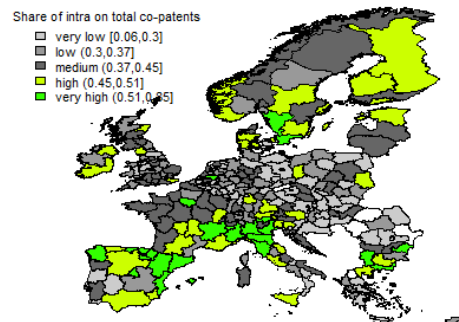 Share of intra on total co-patents
very low [0.06,0.3]
low (0.3,0.37]
medium (0.37,0.45]
high (0.45,0.51]
very high (0.51,0.85]